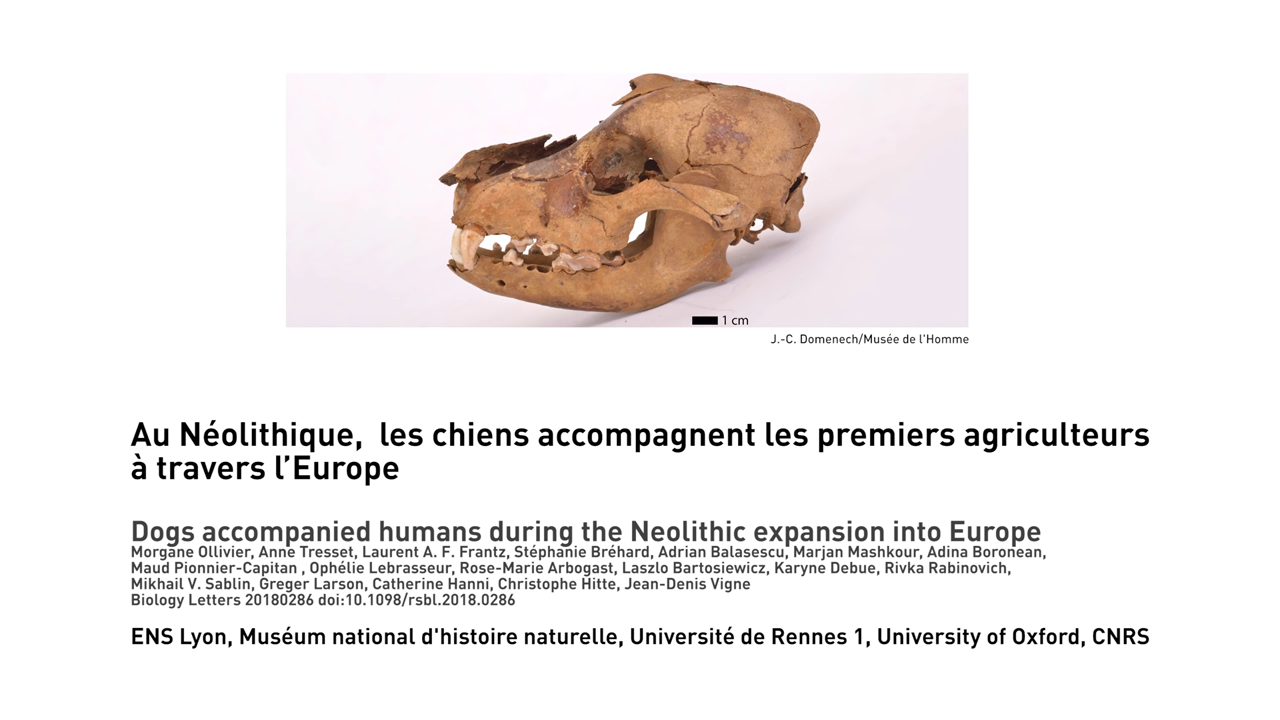 1 cm
J.-C. Domenech/Musée de l'Homme
Au Néolithique,  les chiens accompagnent les premiers agriculteurs
à travers l’Europe
Dogs accompanied humans during the Neolithic expansion into Europe
Morgane Ollivier, Anne Tresset, Laurent A. F. Frantz, Stéphanie Bréhard, Adrian Balasescu, Marjan Mashkour, Adina Boronean,
Maud Pionnier-Capitan , Ophélie Lebrasseur, Rose-Marie Arbogast, Laszlo Bartosiewicz, Karyne Debue, Rivka Rabinovich,
Mikhail V. Sablin, Greger Larson, Catherine Hanni, Christophe Hitte, Jean-Denis Vigne
Biology Letters 20180286 doi:10.1098/rsbl.2018.0286
ENS Lyon, Muséum national d'histoire naturelle, Université de Rennes 1, University of Oxford, CNRS